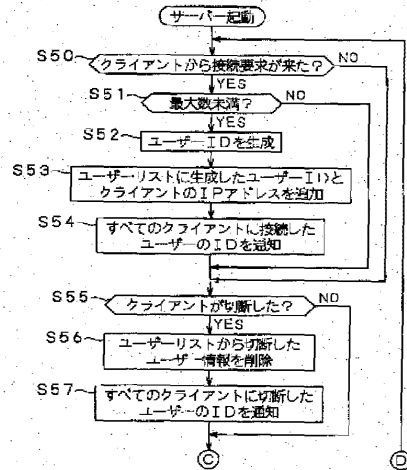 サーバー起動
S50 クライアントから接続要求が来た? NO
YES
S51 最大数未満? NO
YES
S52 ユーザーIDを生成
S53 ユーザー・リストに生成したユーザーIDと
クライアントのIPアドレスを追加
S54 すべてのクライアントに接続した
ユーザーのIDを通知
S55 クライアントが切断した? NO
YES
S56 ユーザーリストから切断した
ユーザー情報を削除
S57 すべてのクライアントに切断した
ユーザーのIDを通知
C D